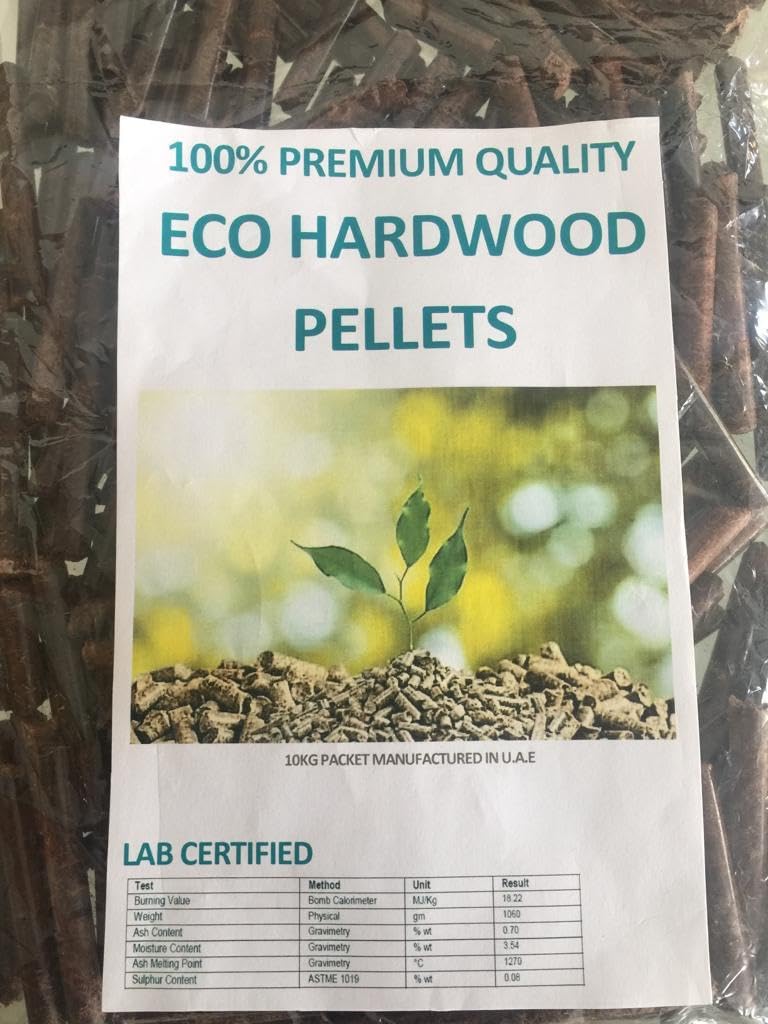 100% PREMIUM QUALITY
ECO HARDWOOD
PELLETS
10KG PACKET MANUFACTURED IN U.A.E
LAB CERTIFIED
Test Method Unit Result
Burning Value Bomb Calorimeter MJ/Kg 18.22
Weight Physical gm 1060
Ash Content Gravimetry % wt 0.70
Moisture Content Gravimetry % wt 3.54
Ash Melting Point Gravimetry °C 1270
Sulphur Content ASTME 1019 % wt 0.08